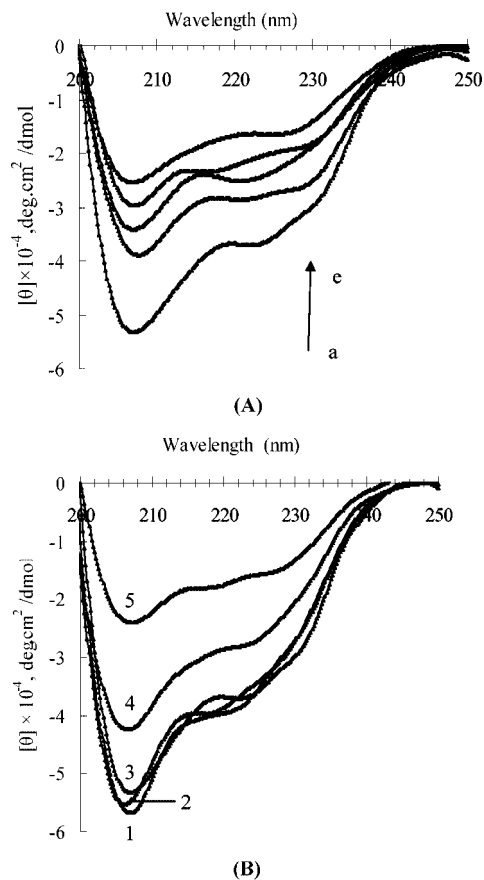 Wavelength (nm)
0
200 210 220 230 240 250
-1
-2
-3
-4
-5
-6
[θ]×10⁻⁴,deg.cm² /dmol
e
a
(A)
Wavelength (nm)
0
200 210 220 230 240 250
-1
-2
-3
-4
-5
-6
[θ] × 10⁻⁴, deg.cm² /dmol
5
4
3
2
1
(B)